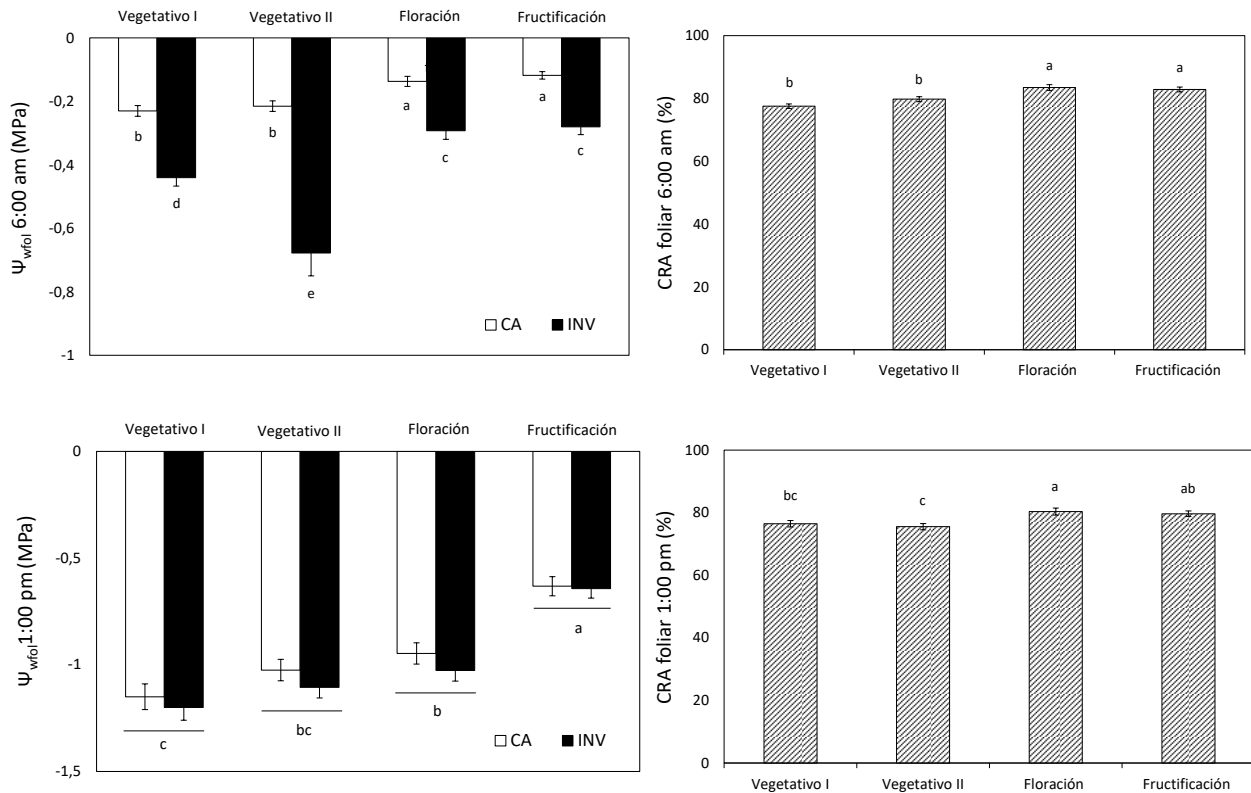 Vegetativo I Vegetativo II Floración Fructificación
0
-0,2
-0,4
-0,6
-0,8
-1
Ψwfol 6:00 am (MPa)
b b a a
d e c c
CA INV
100
80
60
40
20
0
CRA foliar 6:00 am (%)
b b a a
Vegetativo I Vegetativo II Floración Fructificación
Vegetativo I Vegetativo II Floración Fructificación
0
-0,5
-1
-1,5
Ψwfol 1:00 pm (MPa)
c bc b a
CA INV
100
80
60
40
20
0
CRA foliar 1:00 pm (%)
bc c a ab
Vegetativo I Vegetativo II Floración Fructificación